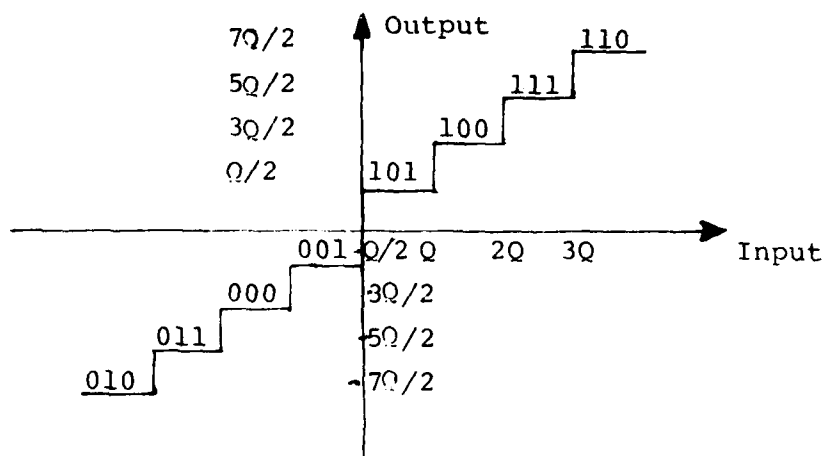 Output
7Q/2
110
5Q/2
111
3Q/2
100
Q/2
101
001
-Q/2 Q 2Q 3Q
Input
000
-3Q/2
011
-5Q/2
010
-7Q/2